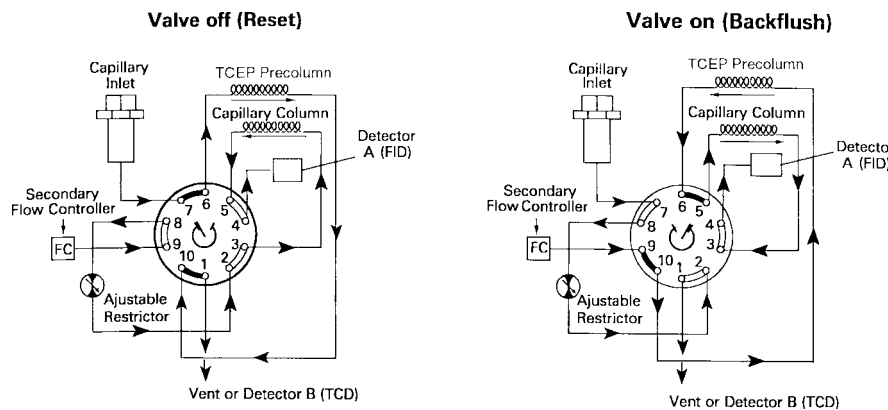 Valve off (Reset)
Capillary
Inlet
TCEP Precolumn
Capillary Column
Detector
A (FID)
Secondary
Flow Controller
FC
7
6
5
8
4
9
3
10
1
2
Ajustable
Restrictor
Vent or Detector B (TCD)
Valve on (Backflush)
Capillary
Inlet
TCEP Precolumn
Capillary Column
Detector
A (FID)
Secondary
Flow Controller
FC
7
6
5
8
4
9
3
10
1
2
Ajustable
Restrictor
Vent or Detector B (TCD)